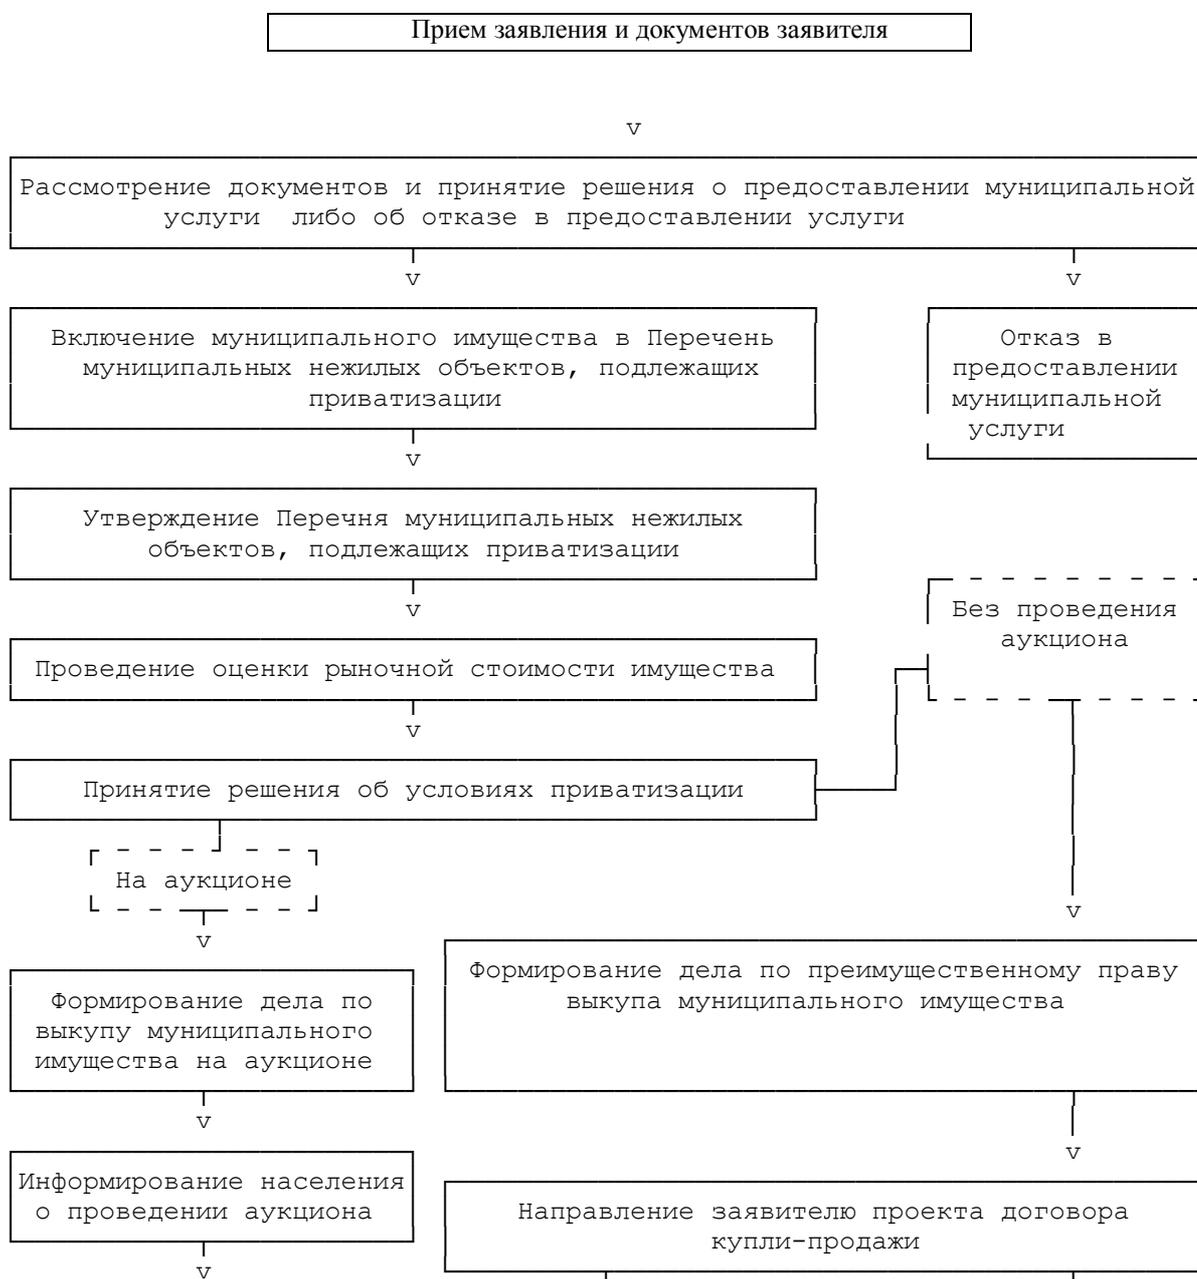 Прием заявления и документов заявителя
v
Рассмотрение документов и принятие решения о предоставлении муниципальной
услуги либо об отказе в предоставлении услуги
v
v
Включение муниципального имущества в Перечень
муниципальных нежилых объектов, подлежащих
приватизации
Отказ в
предоставлении
муниципальной
услуги
v
Утверждение Перечня муниципальных нежилых
объектов, подлежащих приватизации
v
Без проведения
аукциона
Проведение оценки рыночной стоимости имущества
v
Принятие решения об условиях приватизации
На аукционе
v
v
Формирование дела по
выкупу муниципального
имущества на аукционе
Формирование дела по преимущественному праву
выкупа муниципального имущества
v
v
Информирование населения
о проведении аукциона
Направление заявителю проекта договора
купли-продажи
v